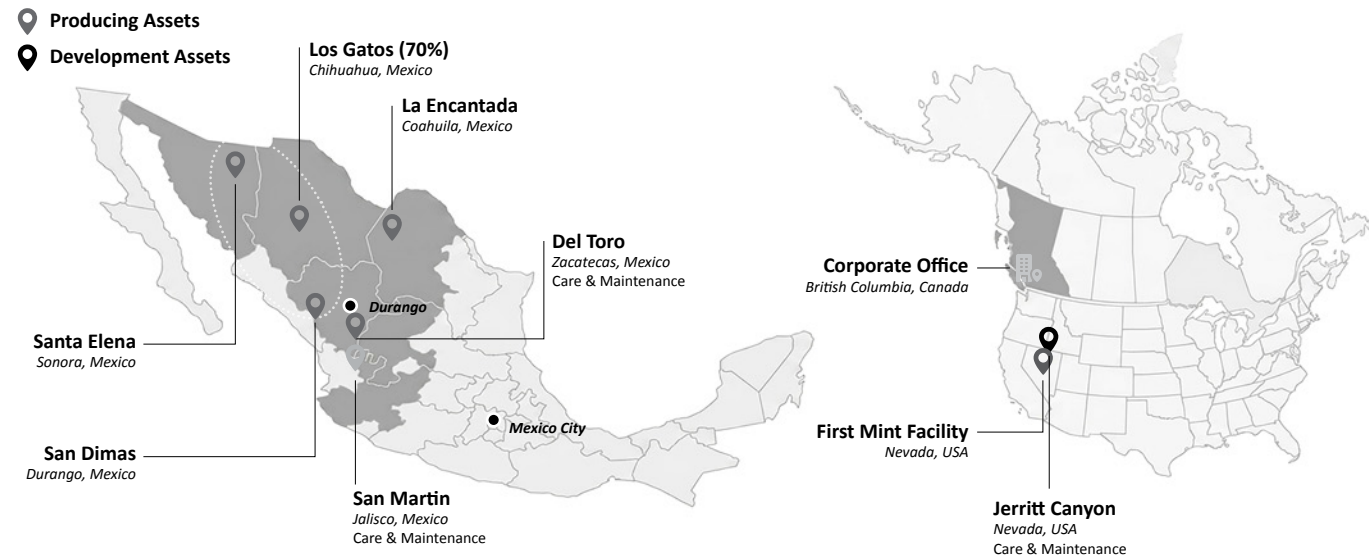 Producing Assets
Development Assets
Los Gatos (70%)
Chihuahua, Mexico
La Encantada
Coahuila, Mexico
Del Toro
Zacatecas, Mexico
Care & Maintenance
Durango
Santa Elena
Sonora, Mexico
Mexico City
San Dimas
Durango, Mexico
San Martin
Jalisco, Mexico
Care & Maintenance
Corporate Office
British Columbia, Canada
First Mint Facility
Nevada, USA
Jerritt Canyon
Nevada, USA
Care & Maintenance